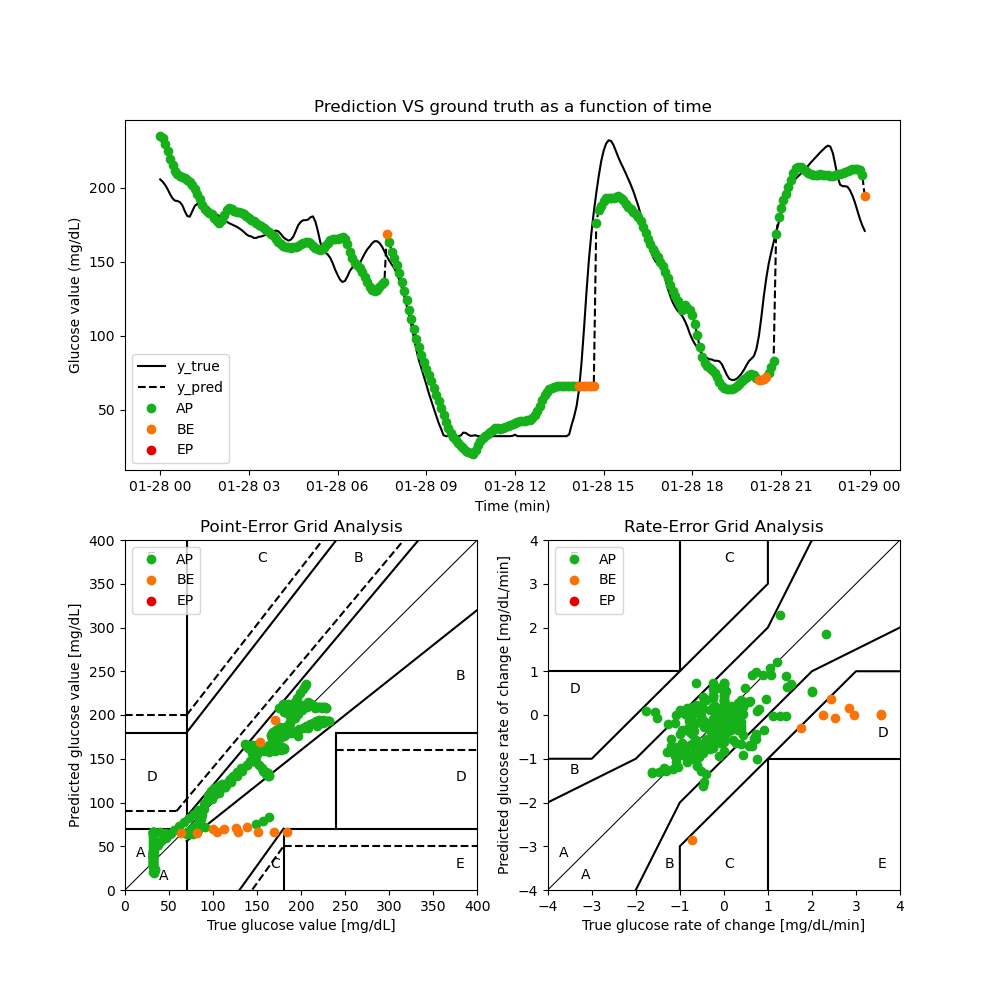 Prediction VS ground truth as a function of time
Glucose value (mg/dL)
200
150
100
50
y_true
y_pred
AP
BE
EP
01-28 00 01-28 03 01-28 06 01-28 09 01-28 12 01-28 15 01-28 18 01-28 21 01-29 00
Time (min)
Point-Error Grid Analysis
Predicted glucose value [mg/dL]
400
350
300
250
200
150
100
50
0
AP
BE
EP
C
B
B
D
D
A
A
C
E
0 50 100 150 200 250 300 350 400
True glucose value [mg/dL]
Rate-Error Grid Analysis
Predicted glucose rate of change [mg/dL/min]
4
3
2
1
0
−1
−2
−3
−4
AP
BE
EP
C
D
D
B
A
A
B
C
E
−4 −3 −2 −1 0 1 2 3 4
True glucose rate of change [mg/dL/min]